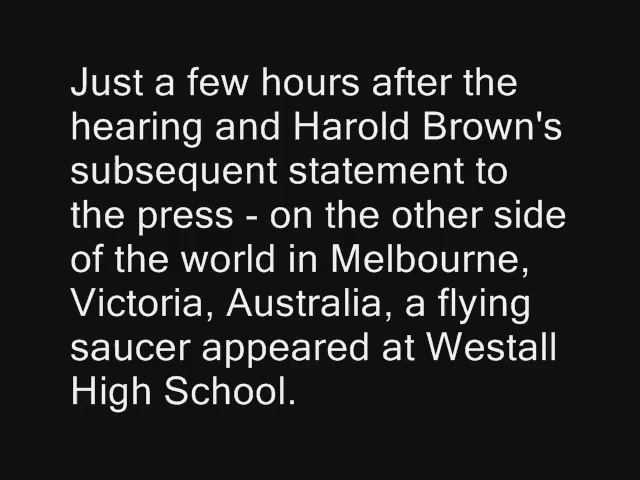 Just a few hours after the
hearing and Harold Brown's
subsequent statement to
the press - on the other side
of the world in Melbourne,
Victoria, Australia, a flying
saucer appeared at Westall
High School.